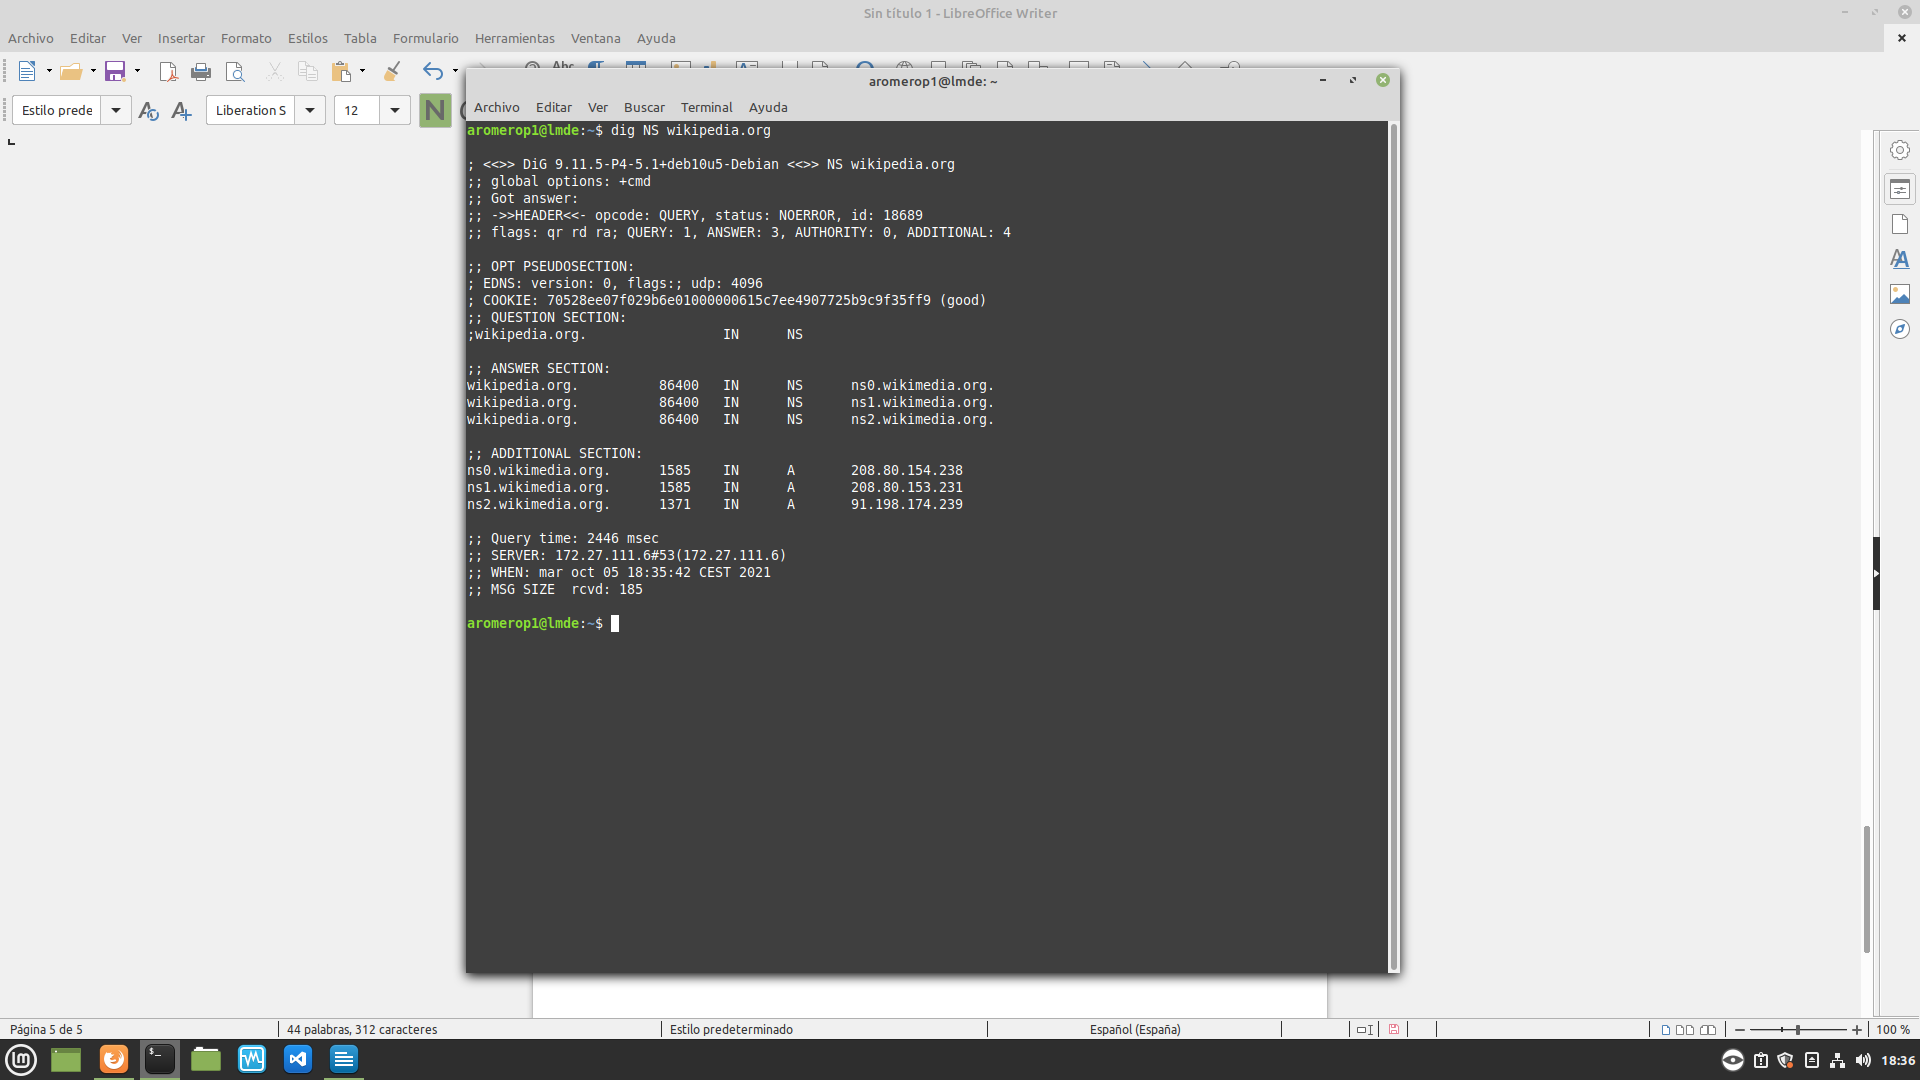 Sin título 1 - LibreOffice Writer
Archivo Editar Ver Insertar Formato Estilos Tabla Formulario Herramientas Ventana Ayuda
Estilo prede Liberation S 12 N
aromerop1@lmde: ~
Archivo Editar Ver Buscar Terminal Ayuda
aromerop1@lmde:~$ dig NS wikipedia.org
; <<>> DiG 9.11.5-P4-5.1+deb10u5-Debian <<>> NS wikipedia.org
;; global options: +cmd
;; Got answer:
;; ->>HEADER<<- opcode: QUERY, status: NOERROR, id: 18689
;; flags: qr rd ra; QUERY: 1, ANSWER: 3, AUTHORITY: 0, ADDITIONAL: 4
;; OPT PSEUDOSECTION:
; EDNS: version: 0, flags:; udp: 4096
; COOKIE: 70528ee07f029b6e01000000615c7ee4907725b9c9f35ff9 (good)
;; QUESTION SECTION:
;wikipedia.org. IN NS
;; ANSWER SECTION:
wikipedia.org. 86400 IN NS ns0.wikimedia.org.
wikipedia.org. 86400 IN NS ns1.wikimedia.org.
wikipedia.org. 86400 IN NS ns2.wikimedia.org.
;; ADDITIONAL SECTION:
ns0.wikimedia.org. 1585 IN A 208.80.154.238
ns1.wikimedia.org. 1585 IN A 208.80.153.231
ns2.wikimedia.org. 1371 IN A 91.198.174.239
;; Query time: 2446 msec
;; SERVER: 172.27.111.6#53(172.27.111.6)
;; WHEN: mar oct 05 18:35:42 CEST 2021
;; MSG SIZE rcvd: 185
aromerop1@lmde:~$
Página 5 de 5 44 palabras, 312 caracteres Estilo predeterminado Español (España) 100 %
18:36